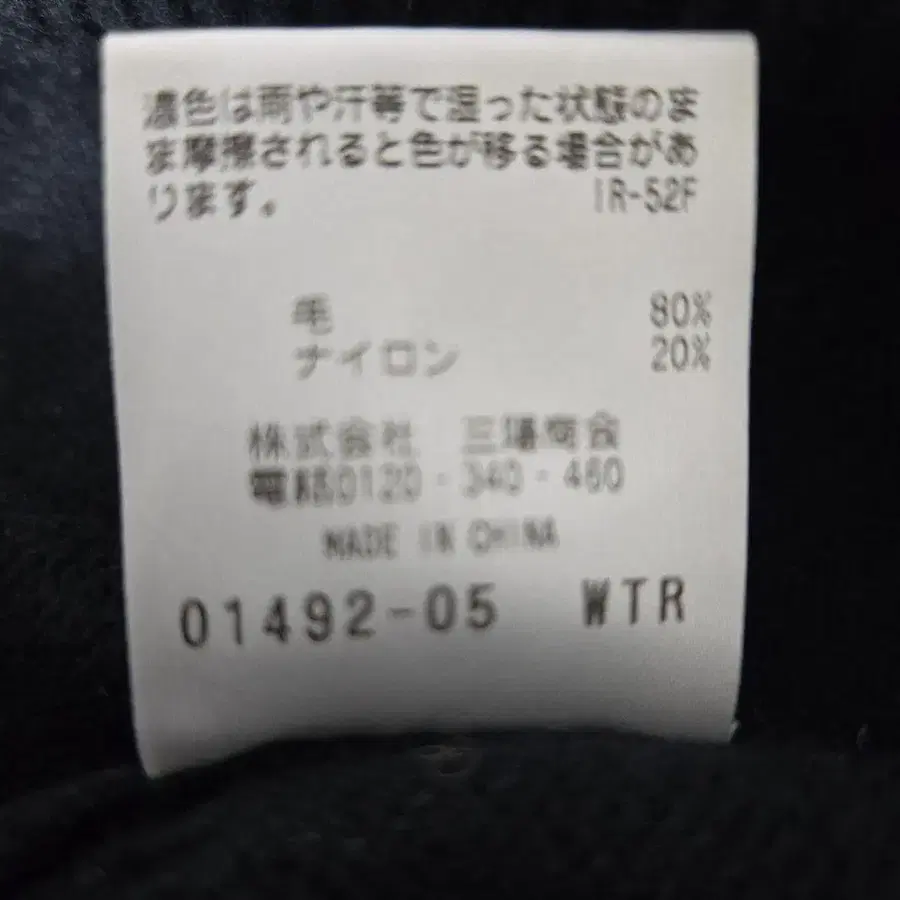 濃色は雨や汗等で湿った状態のま
ま摩擦されると色が移る場合があ
ります。 IR-52F
毛 80%
ナイロン 20%
株式会社 三陽商会
電話0120-340-460
MADE IN CHINA
01492-05 WTR